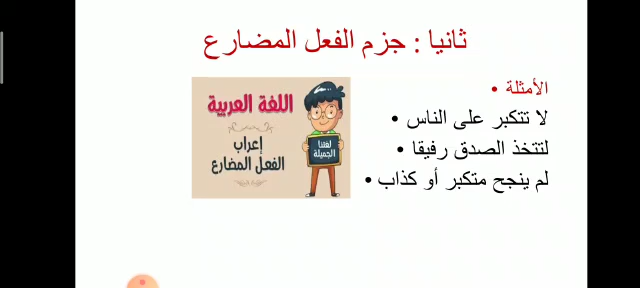 ثانيا : جزم الفعل المضارع
الأمثلة
لا تتكبر على الناس
لتتخذ الصدق رفيقا
لم ينجح متكبر أو كذاب
اللغة العربية
إعراب
الفعل المضارع
لغتنا
الجميلة